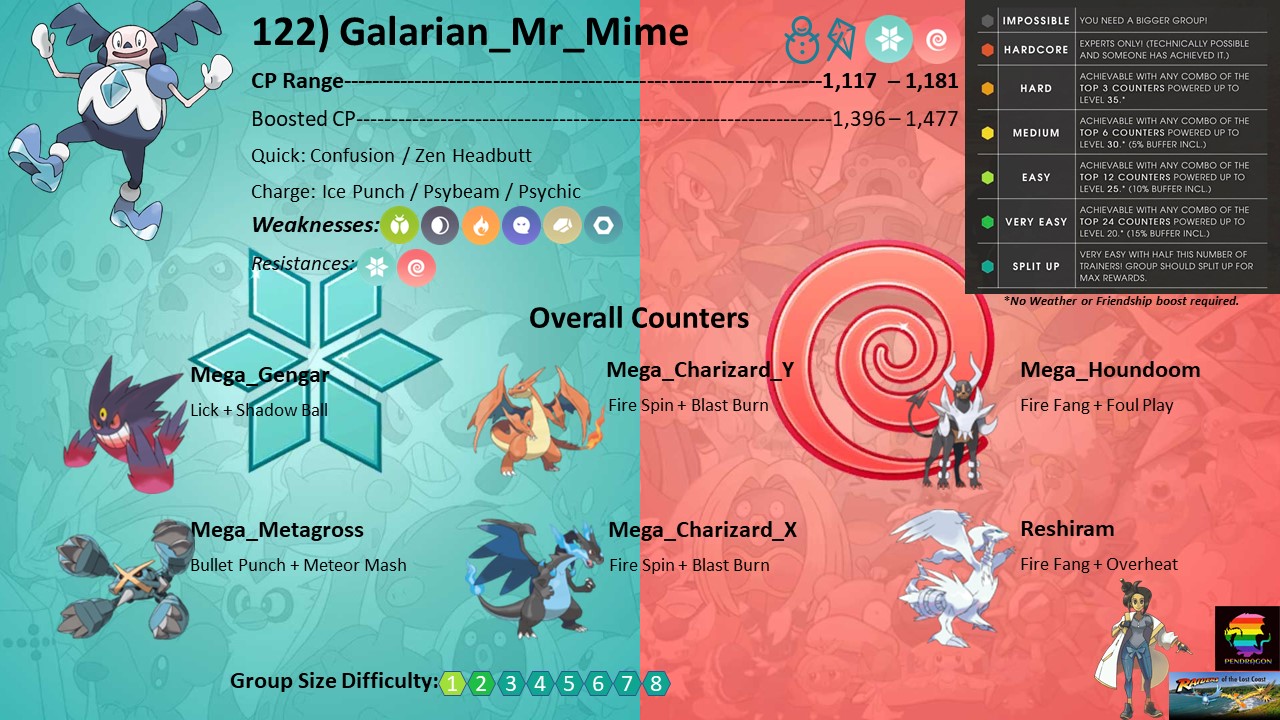 122) Galarian_Mr_Mime
CP Range--------------------------------------------------------------------1,117 – 1,181
Boosted CP--------------------------------------------------------------------1,396 – 1,477
Quick: Confusion / Zen Headbutt
Charge: Ice Punch / Psybeam / Psychic
Weaknesses:
Resistances:
IMPOSSIBLE YOU NEED A BIGGER GROUP!
HARDCORE EXPERTS ONLY! (TECHNICALLY POSSIBLE
AND SOMEONE HAS ACHIEVED IT.)
HARD ACHIEVABLE WITH ANY COMBO OF THE
TOP 3 COUNTERS POWERED UP TO
LEVEL 35.*
MEDIUM ACHIEVABLE WITH ANY COMBO OF THE
TOP 6 COUNTERS POWERED UP TO
LEVEL 30.* (5% BUFFER INCL.)
EASY ACHIEVABLE WITH ANY COMBO OF THE
TOP 12 COUNTERS POWERED UP TO
LEVEL 25.* (10% BUFFER INCL.)
VERY EASY ACHIEVABLE WITH ANY COMBO OF THE
TOP 24 COUNTERS POWERED UP TO
LEVEL 20.* (15% BUFFER INCL.)
SPLIT UP VERY EASY WITH HALF THIS NUMBER OF
TRAINERS! GROUP SHOULD SPLIT UP FOR
MAX REWARDS.
*No Weather or Friendship boost required.
Overall Counters
Mega_Gengar
Lick + Shadow Ball
Mega_Charizard_Y
Fire Spin + Blast Burn
Mega_Houndoom
Fire Fang + Foul Play
Mega_Metagross
Bullet Punch + Meteor Mash
Mega_Charizard_X
Fire Spin + Blast Burn
Reshiram
Fire Fang + Overheat
Group Size Difficulty: 1 2 3 4 5 6 7 8
PENDRAGON
RAIDERS of the Lost Coast